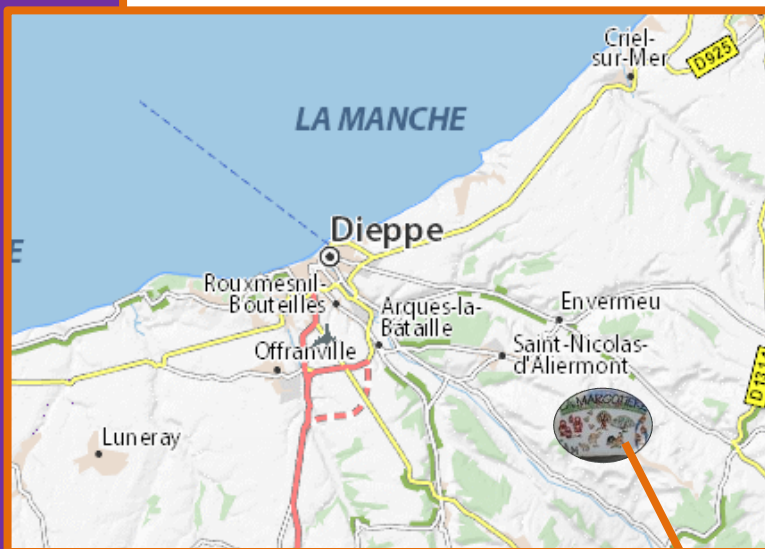 Criel-
sur-Mer
D925
LA MANCHE
E
Dieppe
Rouxmesnil-
Bouteilles
Arques-la-
Bataille
Envermeu
Offranville
Saint-Nicolas-
d'Aliermont
Luneray